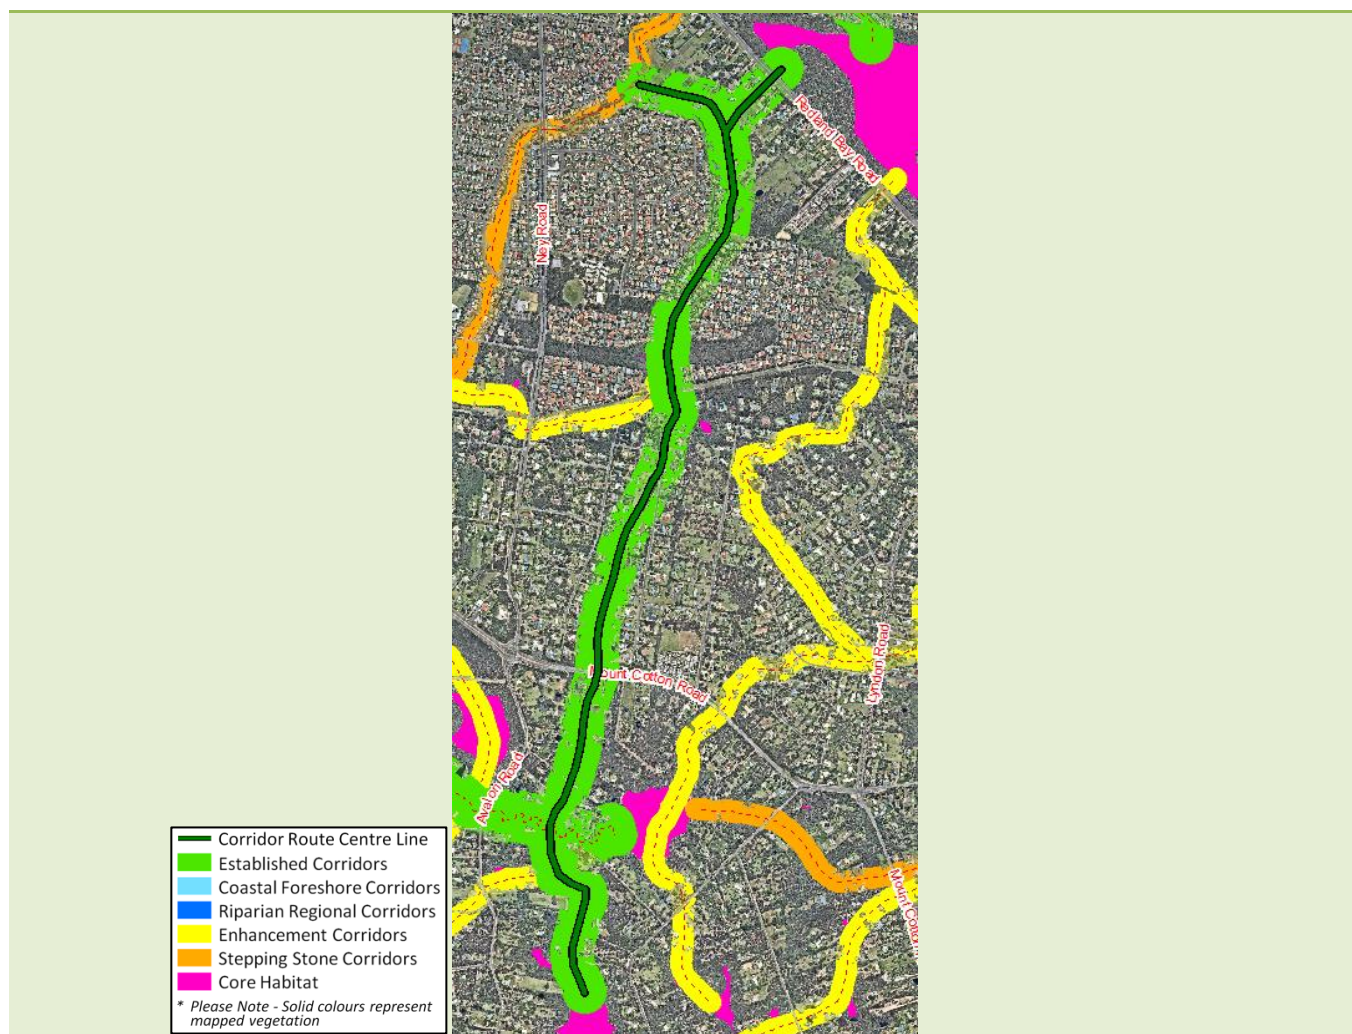 Redland Bay Road
Ney Road
Mount Cotton Road
Lyndon Road
Avalon Road
Mount Cotton
Corridor Route Centre Line
Established Corridors
Coastal Foreshore Corridors
Riparian Regional Corridors
Enhancement Corridors
Stepping Stone Corridors
Core Habitat
* Please Note - Solid colours represent
mapped vegetation